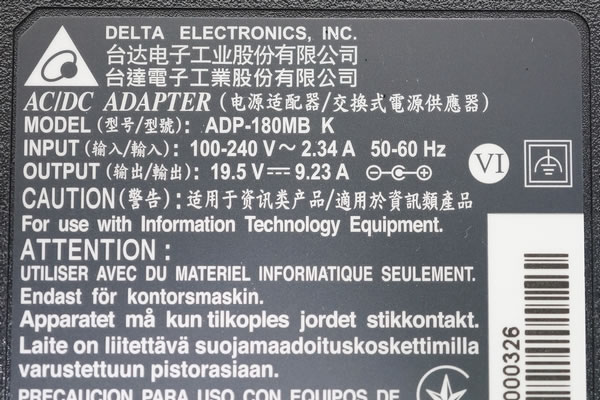 DELTA ELECTRONICS, INC.
台达电子工业股份有限公司
台達電子工業股份有限公司
AC/DC ADAPTER (电源适配器/交換式電源供應器)
MODEL (型号/型號): ADP-180MB K
INPUT (输入/輸入): 100-240 V ~ 2.34 A 50-60 Hz
VI
OUTPUT (输出/輸出): 19.5 V ⎓ 9.23 A
CAUTION (警告): 适用于资讯类产品/適用於資訊類產品
For use with Information Technology Equipment.
ATTENTION :
UTILISER AVEC DU MATERIEL INFORMATIQUE SEULEMENT.
Endast för kontorsmaskin.
Apparatet må kun tilkoples jordet stikkontakt.
Laite on liitettävä suojamaadoituskoskettimilla
varustettuun pistorasiaan.
PRECAUCION PARA USO CON EQUIPOS DE
000326